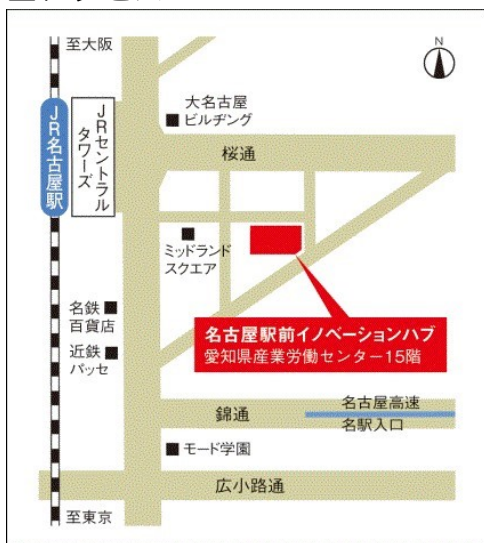 至大阪
N
JR名古屋駅
JRセントラル
タワーズ
大名古屋
ビルヂング
桜通
ミッドランド
スクエア
名鉄
百貨店
近鉄
パッセ
名古屋駅前イノベーションハブ
愛知県産業労働センター15階
錦通
名古屋高速
名駅入口
モード学園
広小路通
至東京